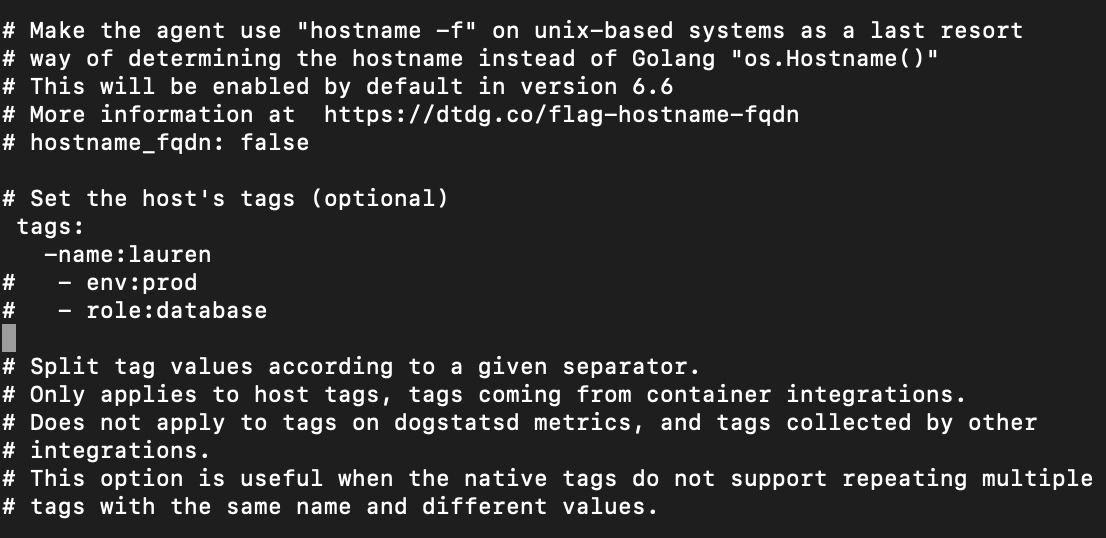 # Make the agent use "hostname -f" on unix-based systems as a last resort
# way of determining the hostname instead of Golang "os.Hostname()"
# This will be enabled by default in version 6.6
# More information at  https://dtdg.co/flag-hostname-fqdn
# hostname_fqdn: false
# Set the host's tags (optional)
 tags:
   -name:lauren
#   - env:prod
#   - role:database
# Split tag values according to a given separator.
# Only applies to host tags, tags coming from container integrations.
# Does not apply to tags on dogstatsd metrics, and tags collected by other
# integrations.
# This option is useful when the native tags do not support repeating multiple
# tags with the same name and different values.